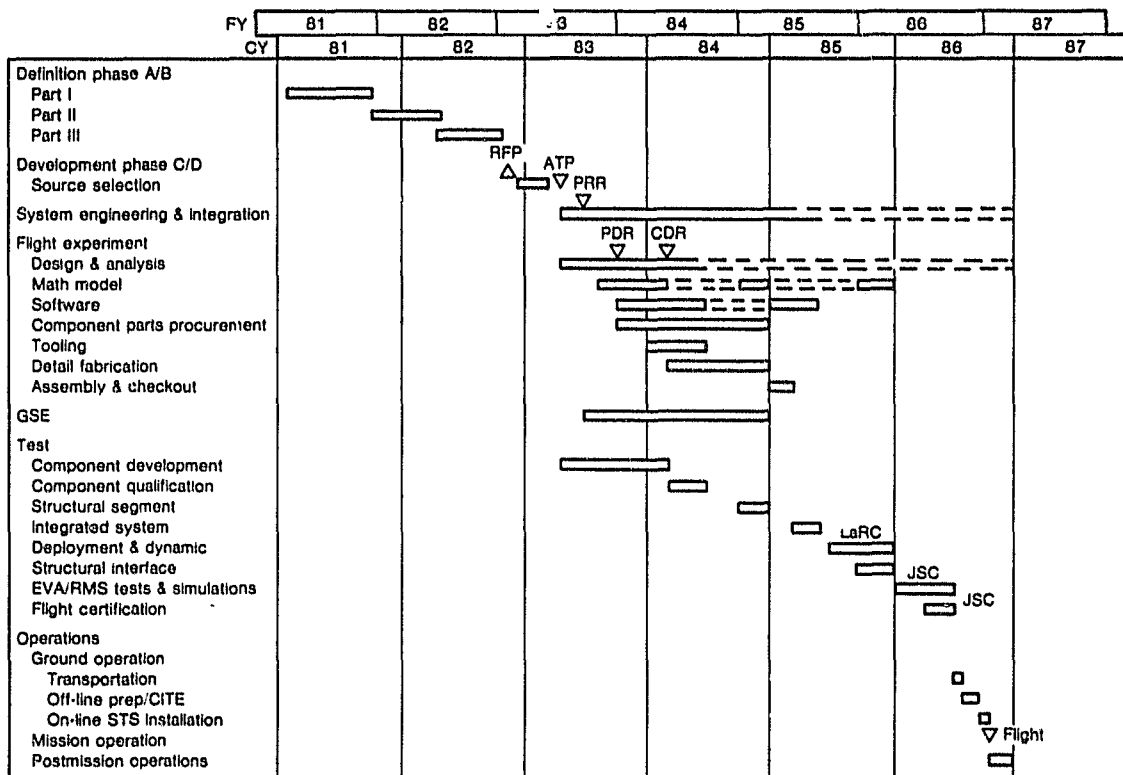 FY 81 82 84 85 86 87
CY 81 82 83 84 85 86 87
Definition phase A/B
Part I
Part II
Part III
RFP ATP
Development phase C/D
Source selection PRR
System engineering & integration
Flight experiment PDR CDR
Design & analysis
Math model
Software
Component parts procurement
Tooling
Detail fabrication
Assembly & checkout
GSE
Test
Component development
Component qualification
Structural segment
Integrated system
Deployment & dynamic LaRC
Structural interface
EVA/RMS tests & simulations JSC
Flight certification JSC
Operations
Ground operation
Transportation
Off-line prep/CITE
On-line STS installation
Mission operation Flight
Postmission operations